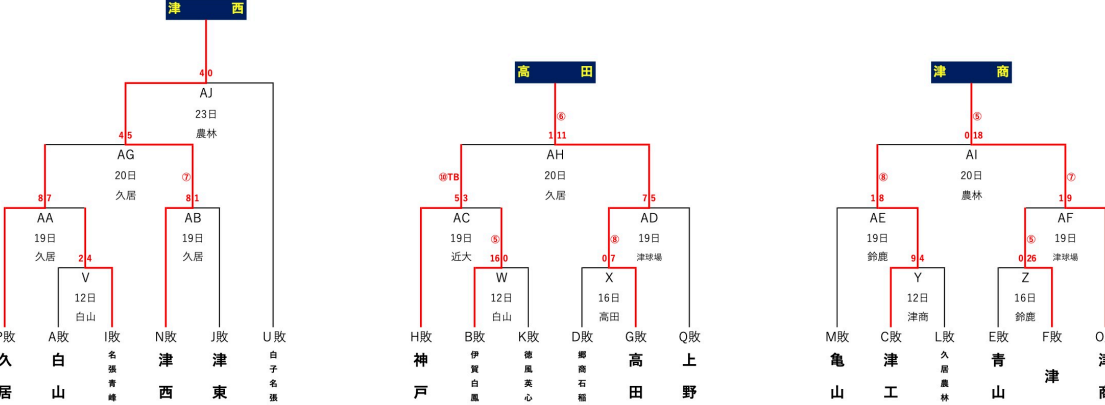 津 西
高 田
津 商
4 0
AJ
23日
農林
4 5
AG
20日
久居
⑦
⑥
1 11
AH
20日
久居
⑤
0 18
AI
20日
農林
8 7
AA
19日
久居
8 1
AB
19日
久居
⑩TB
5 3
AC
19日
近大
7 5
AD
19日
津球場
⑧
1 8
AE
19日
鈴鹿
⑦
1 9
AF
19日
津球場
2 4
V
12日
白山
⑤
16 0
W
12日
白山
⑧
0 7
X
16日
高田
9 4
Y
12日
津商
⑤
0 26
Z
16日
鈴鹿
P敗 A敗 I敗 N敗 J敗 U敗 H敗 B敗 K敗 D敗 G敗 Q敗 M敗 C敗 L敗 E敗 F敗 O
久居
白山
名張青峰
津西
津東
白子名張
神戸
伊賀白鳳
徳風英心
郷商石稲
高田
上野
亀山
津工
久居農林
青山
津
津商